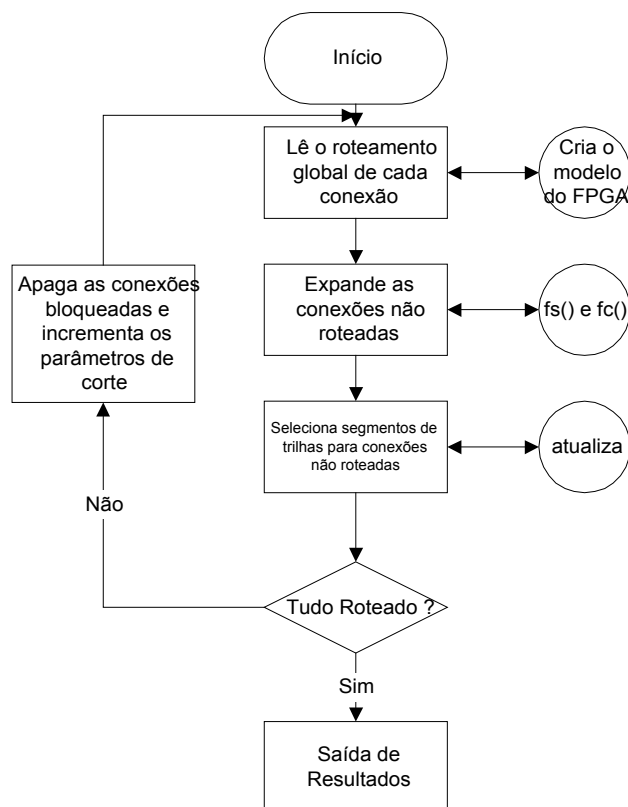 Início
Lê o roteamento
global de cada
conexão
Cria o
modelo
do FPGA
Apaga as conexões
bloqueadas e
incrementa os
parâmetros de
corte
Expande as
conexões não
roteadas
fs() e fc()
Seleciona segmentos de
trilhas para conexões
não roteadas
atualiza
Não
Tudo Roteado ?
Sim
Saída de
Resultados